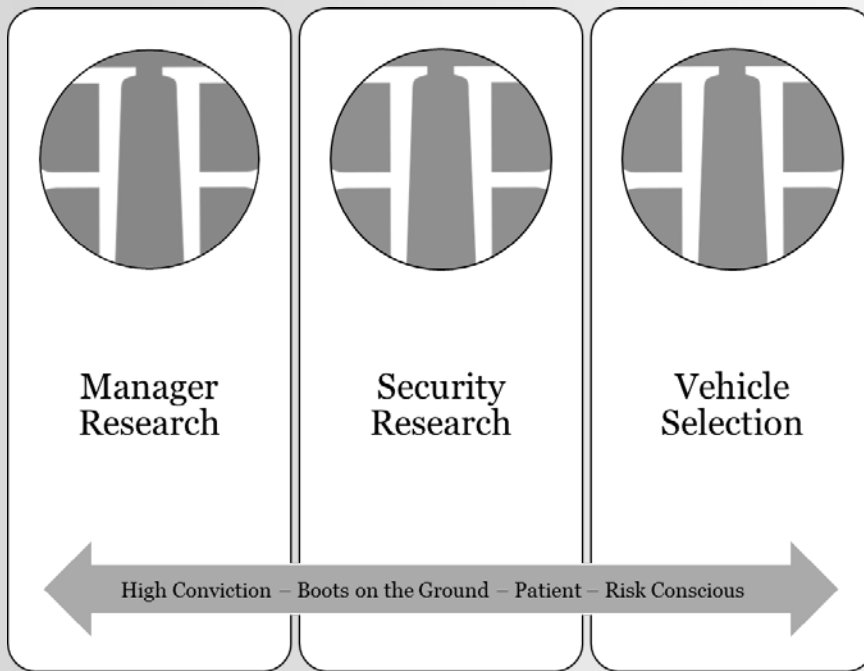 Manager
Research
Security
Research
Vehicle
Selection
High Conviction – Boots on the Ground – Patient – Risk Conscious